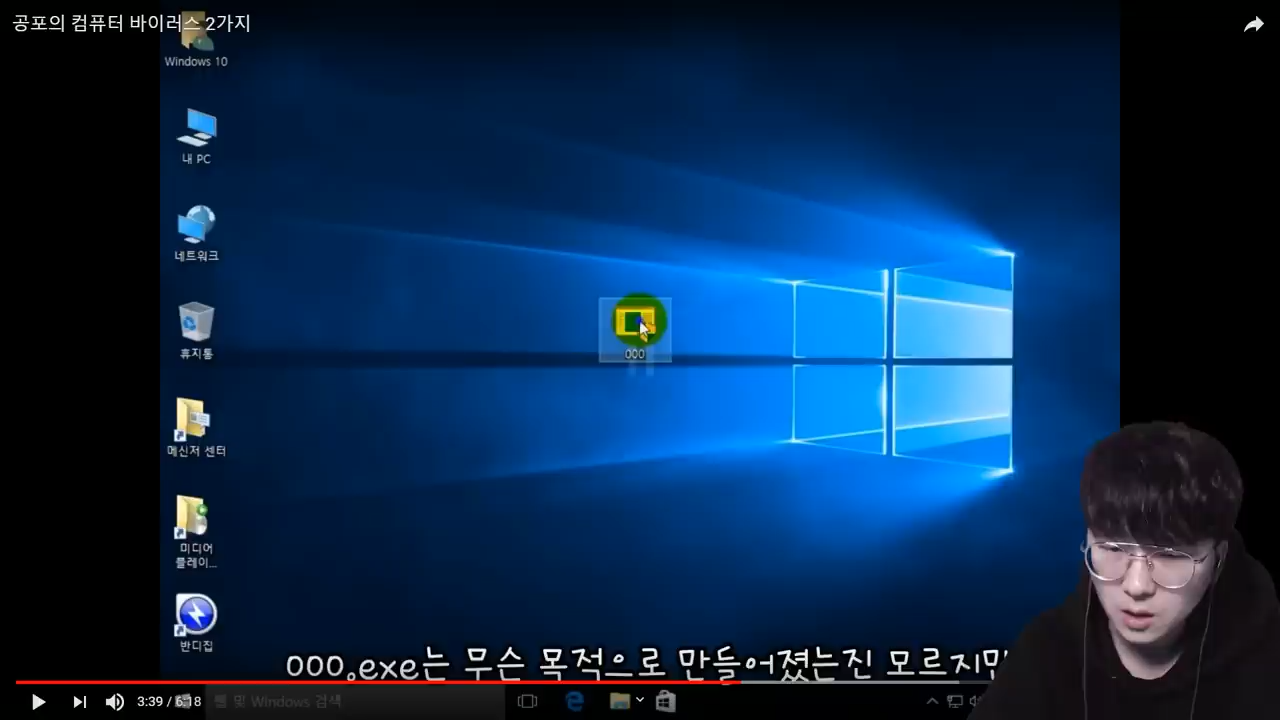 공포의 컴퓨터 바이러스 2가지
Windows 10
내 PC
네트워크
휴지통
000
메신저 센터
미디어
플레이...
반디집
000.exe는 무슨 목적으로 만들어졌는진 모르지만
3:39 / 6:18
웹 및 Windows 검색